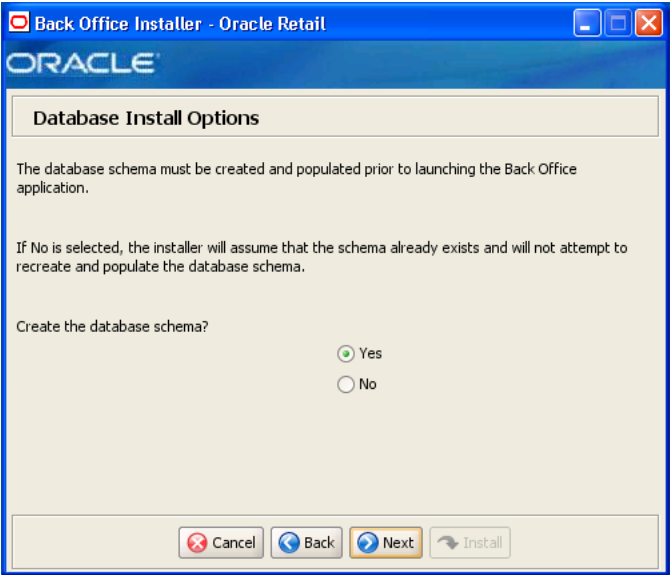 Back Office Installer - Oracle Retail
ORACLE
Database Install Options
The database schema must be created and populated prior to launching the Back Office
application.
If No is selected, the installer will assume that the schema already exists and will not attempt to
recreate and populate the database schema.
Create the database schema?
Yes
No
Cancel Back Next Install